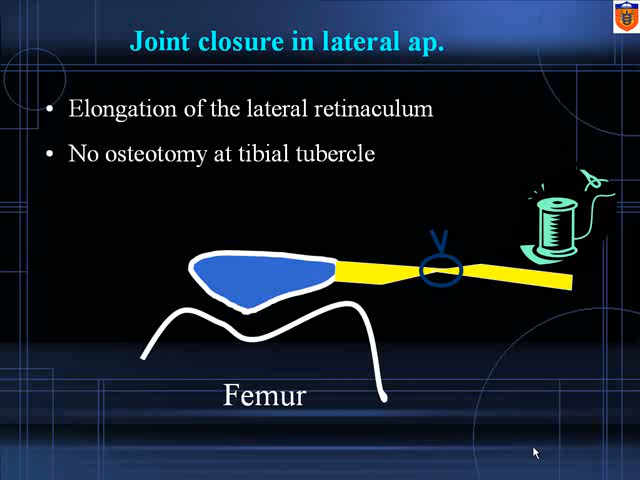 Joint closure in lateral ap.
• Elongation of the lateral retinaculum
• No osteotomy at tibial tubercle
Femur